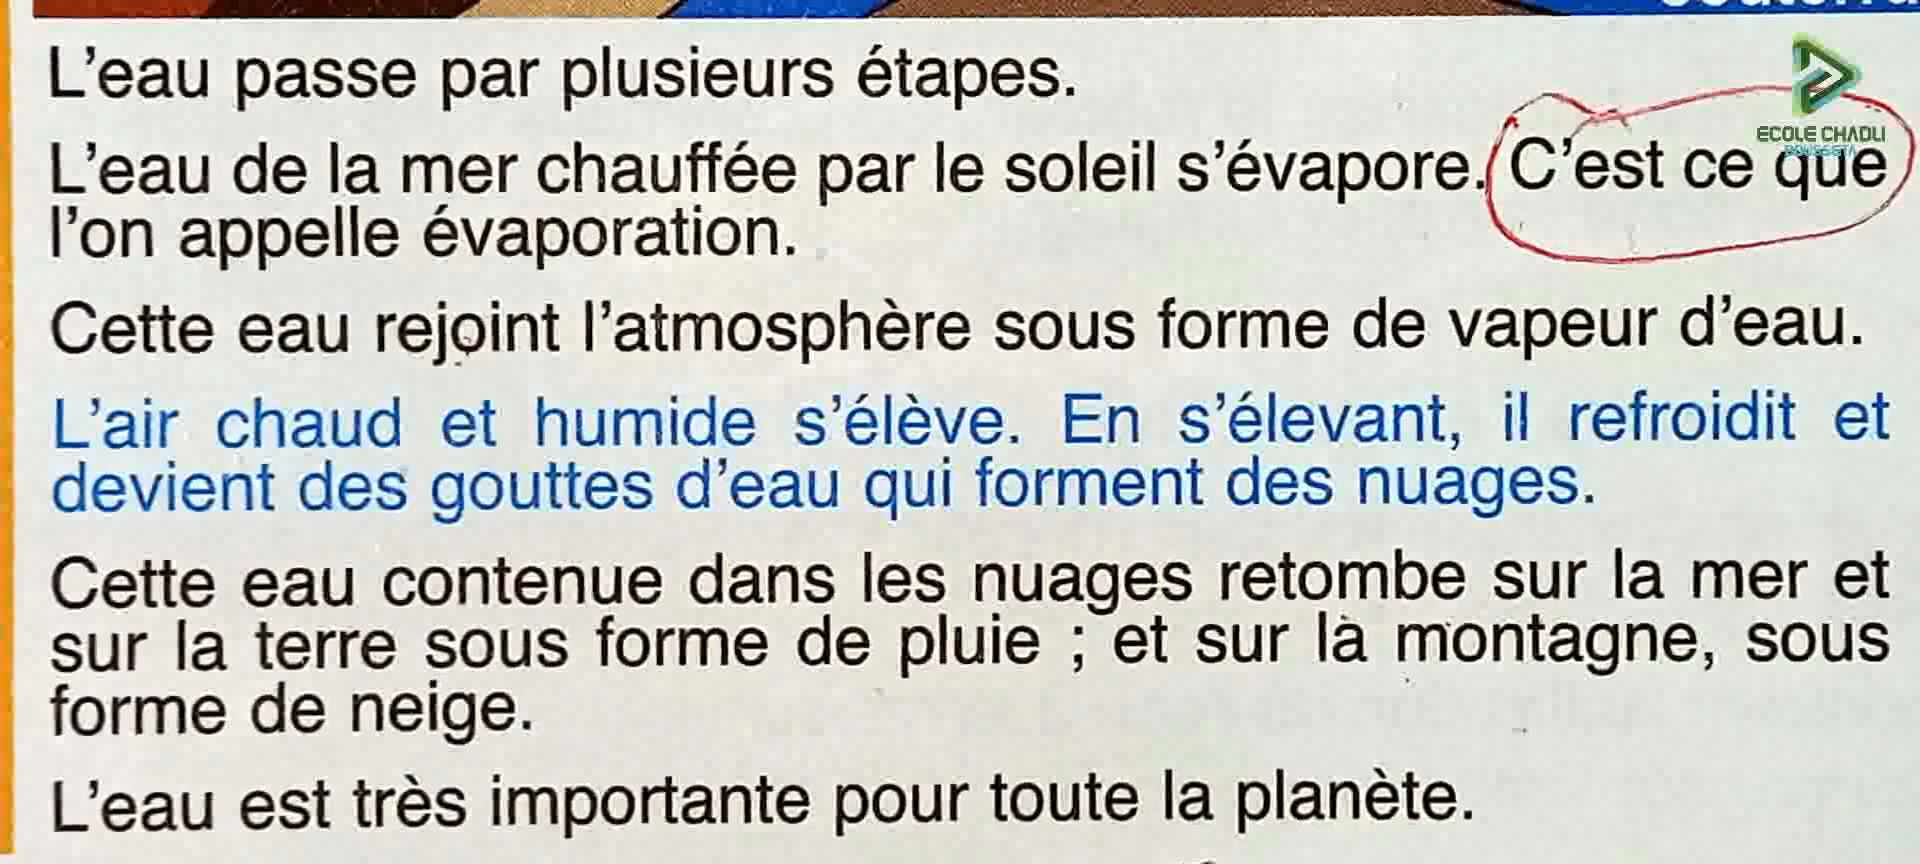 L'eau passe par plusieurs étapes.
ECOLE CHADLI
L'eau de la mer chauffée par le soleil s'évapore. C'est ce que
l'on appelle évaporation.
Cette eau rejoint l'atmosphère sous forme de vapeur d'eau.
L'air chaud et humide s'élève. En s'élevant, il refroidit et
devient des gouttes d'eau qui forment des nuages.
Cette eau contenue dans les nuages retombe sur la mer et
sur la terre sous forme de pluie ; et sur la montagne, sous
forme de neige.
L'eau est très importante pour toute la planète.